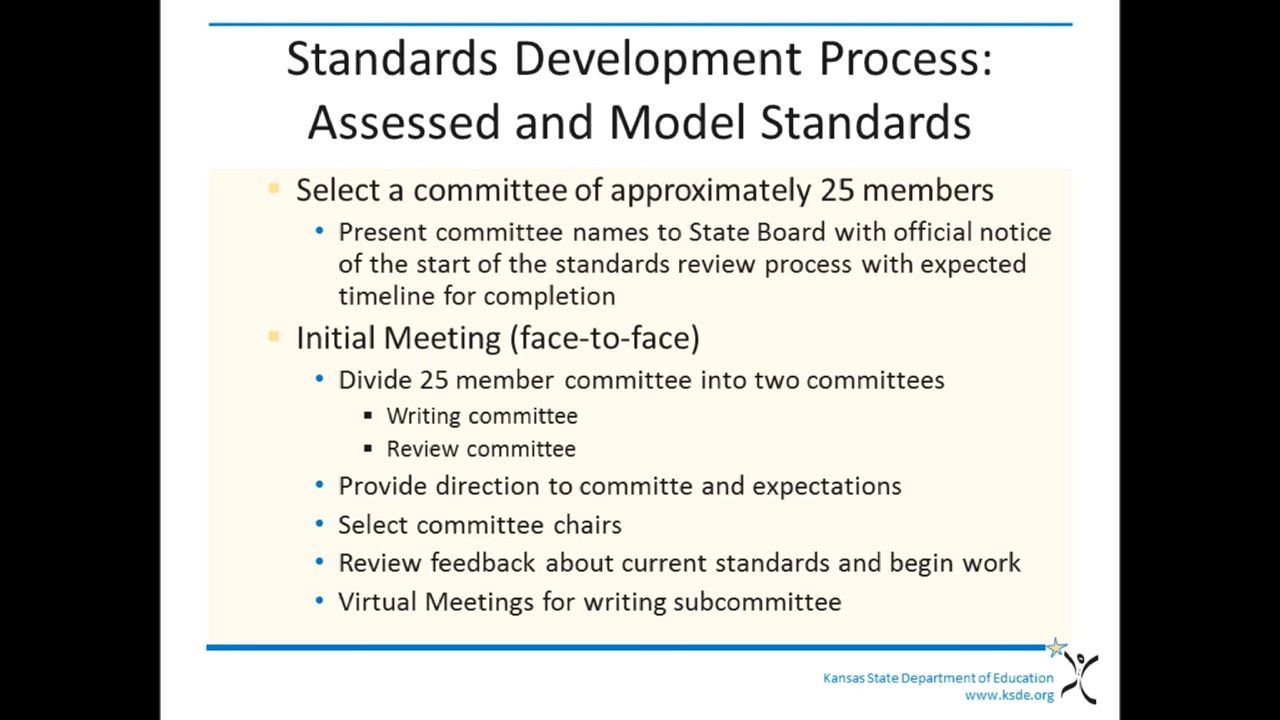 Standards Development Process:
Assessed and Model Standards
Select a committee of approximately 25 members
Present committee names to State Board with official notice
of the start of the standards review process with expected
timeline for completion
Initial Meeting (face-to-face)
Divide 25 member committee into two committees
Writing committee
Review committee
Provide direction to committe and expectations
Select committee chairs
Review feedback about current standards and begin work
Virtual Meetings for writing subcommittee
Kansas State Department of Education
www.ksde.org